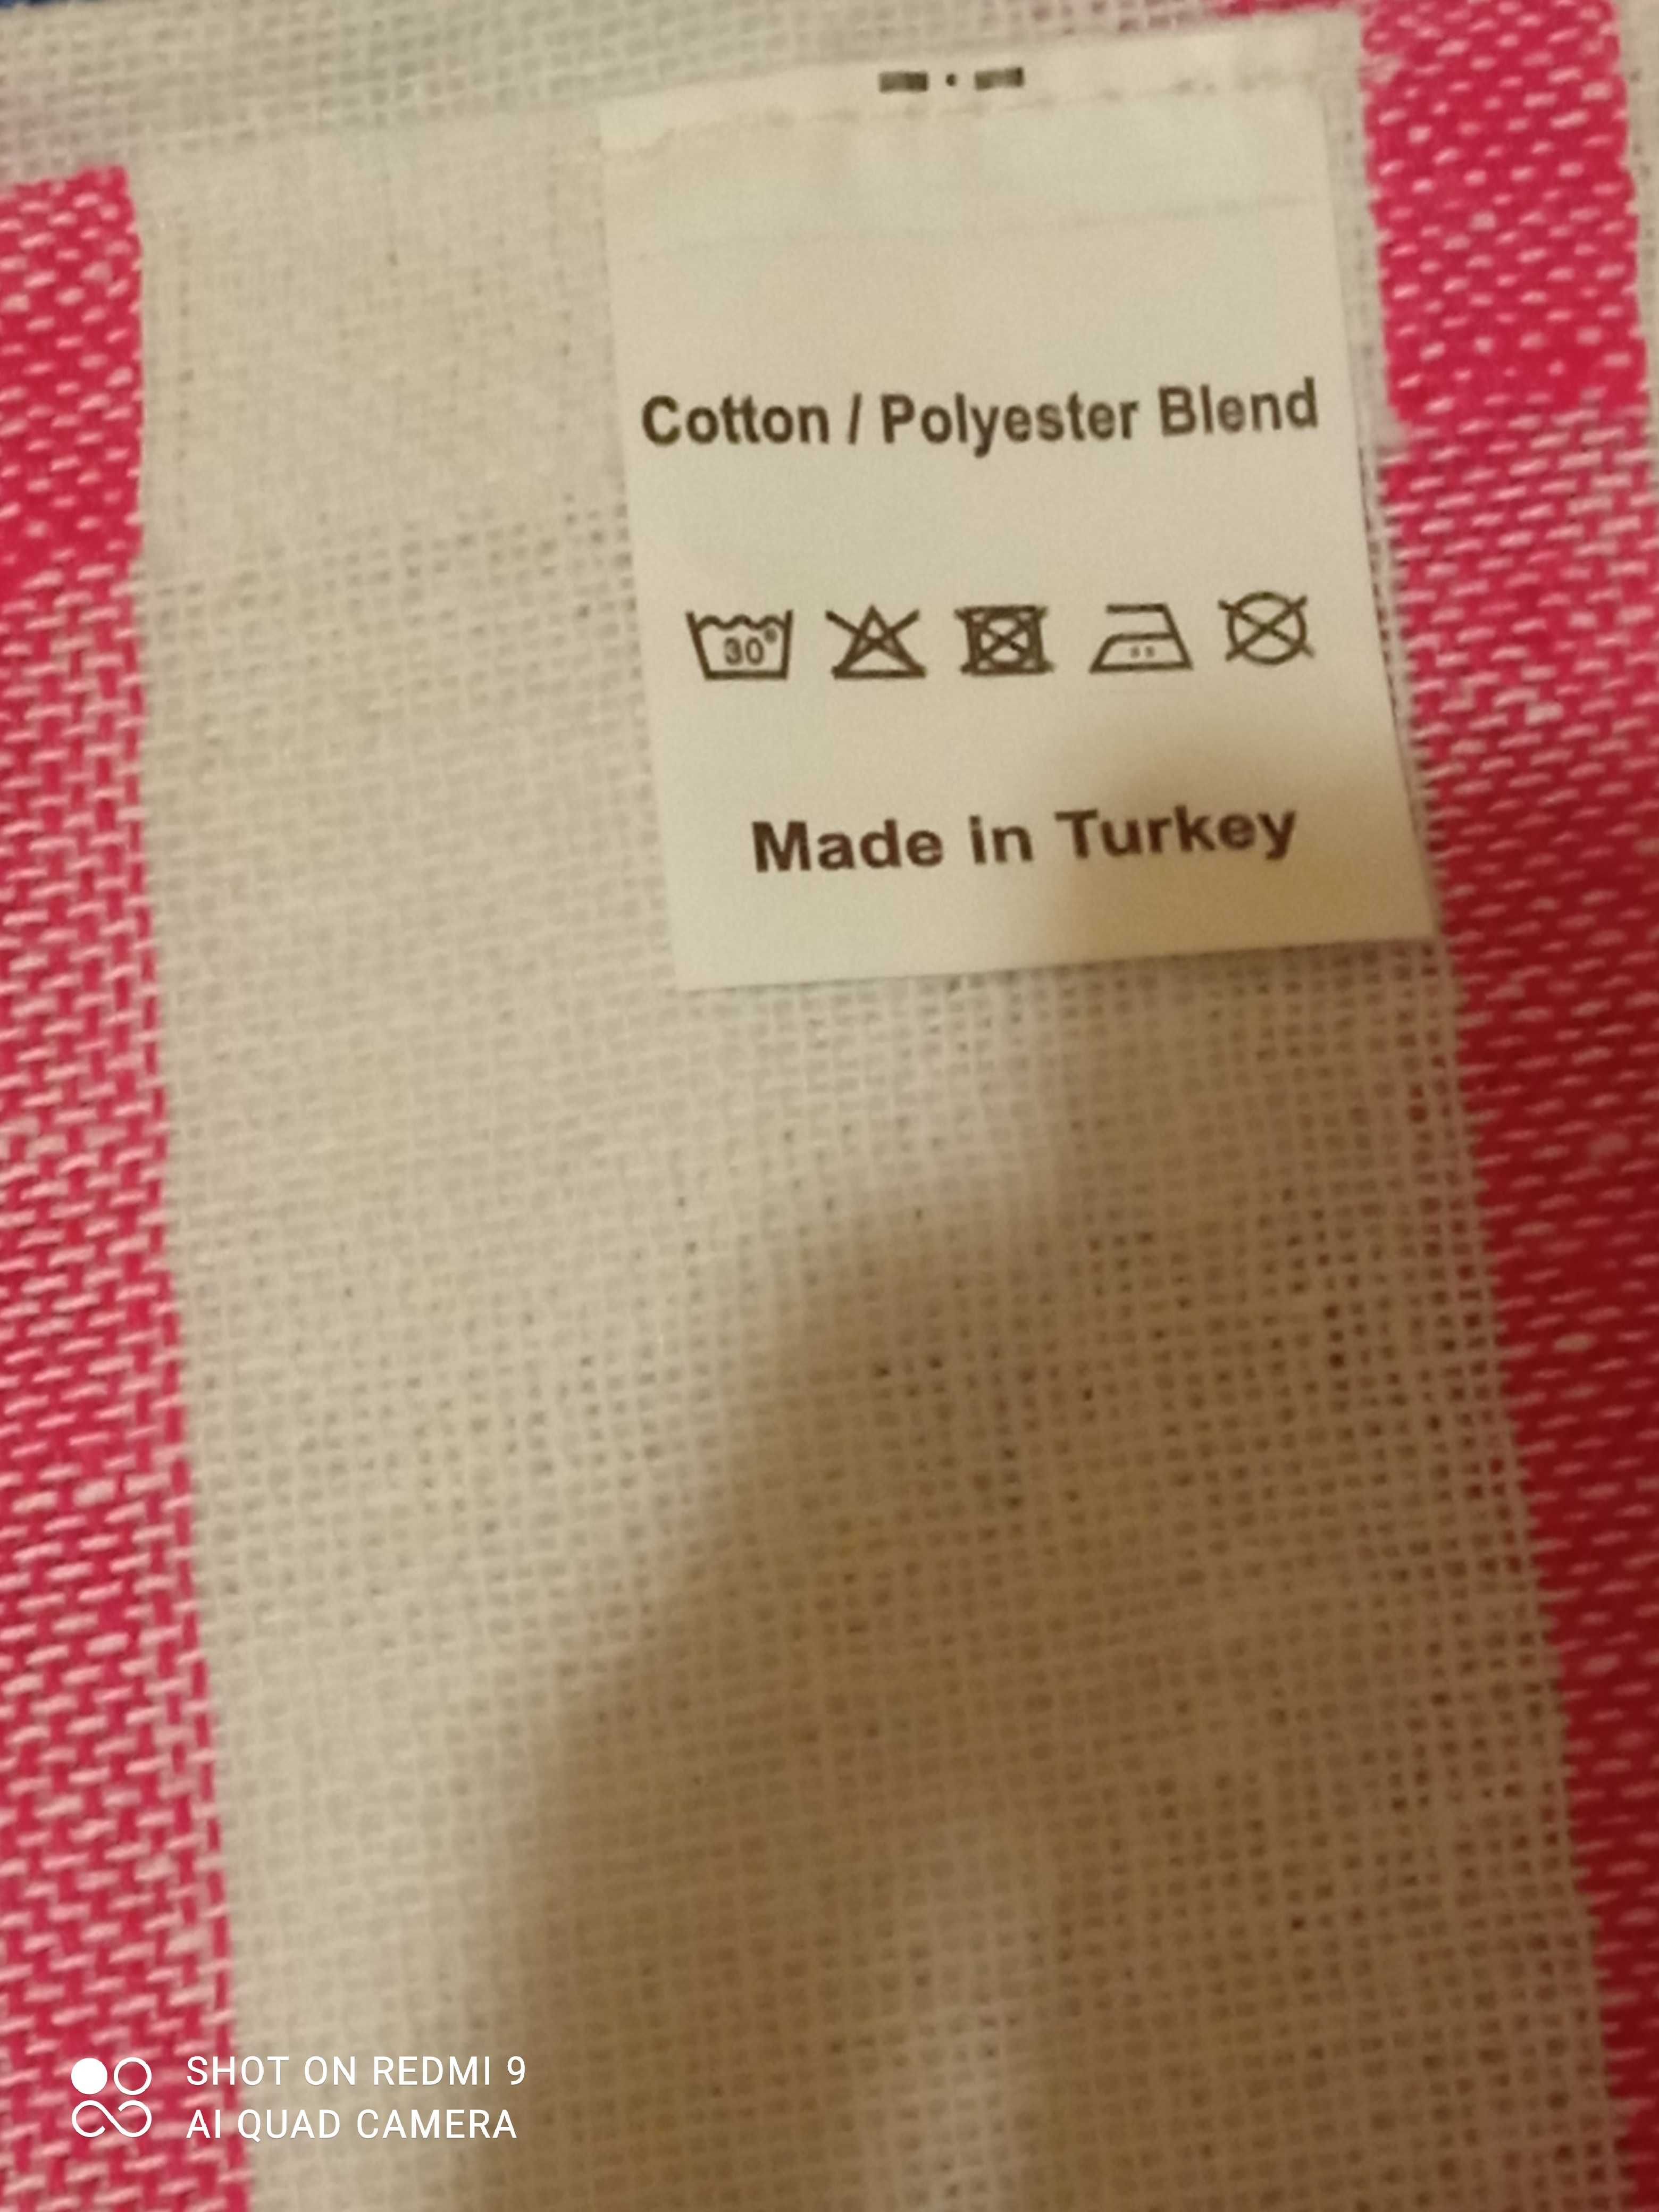 Cotton / Polyester Blend
30°
Made in Turkey
SHOT ON REDMI 9
AI QUAD CAMERA